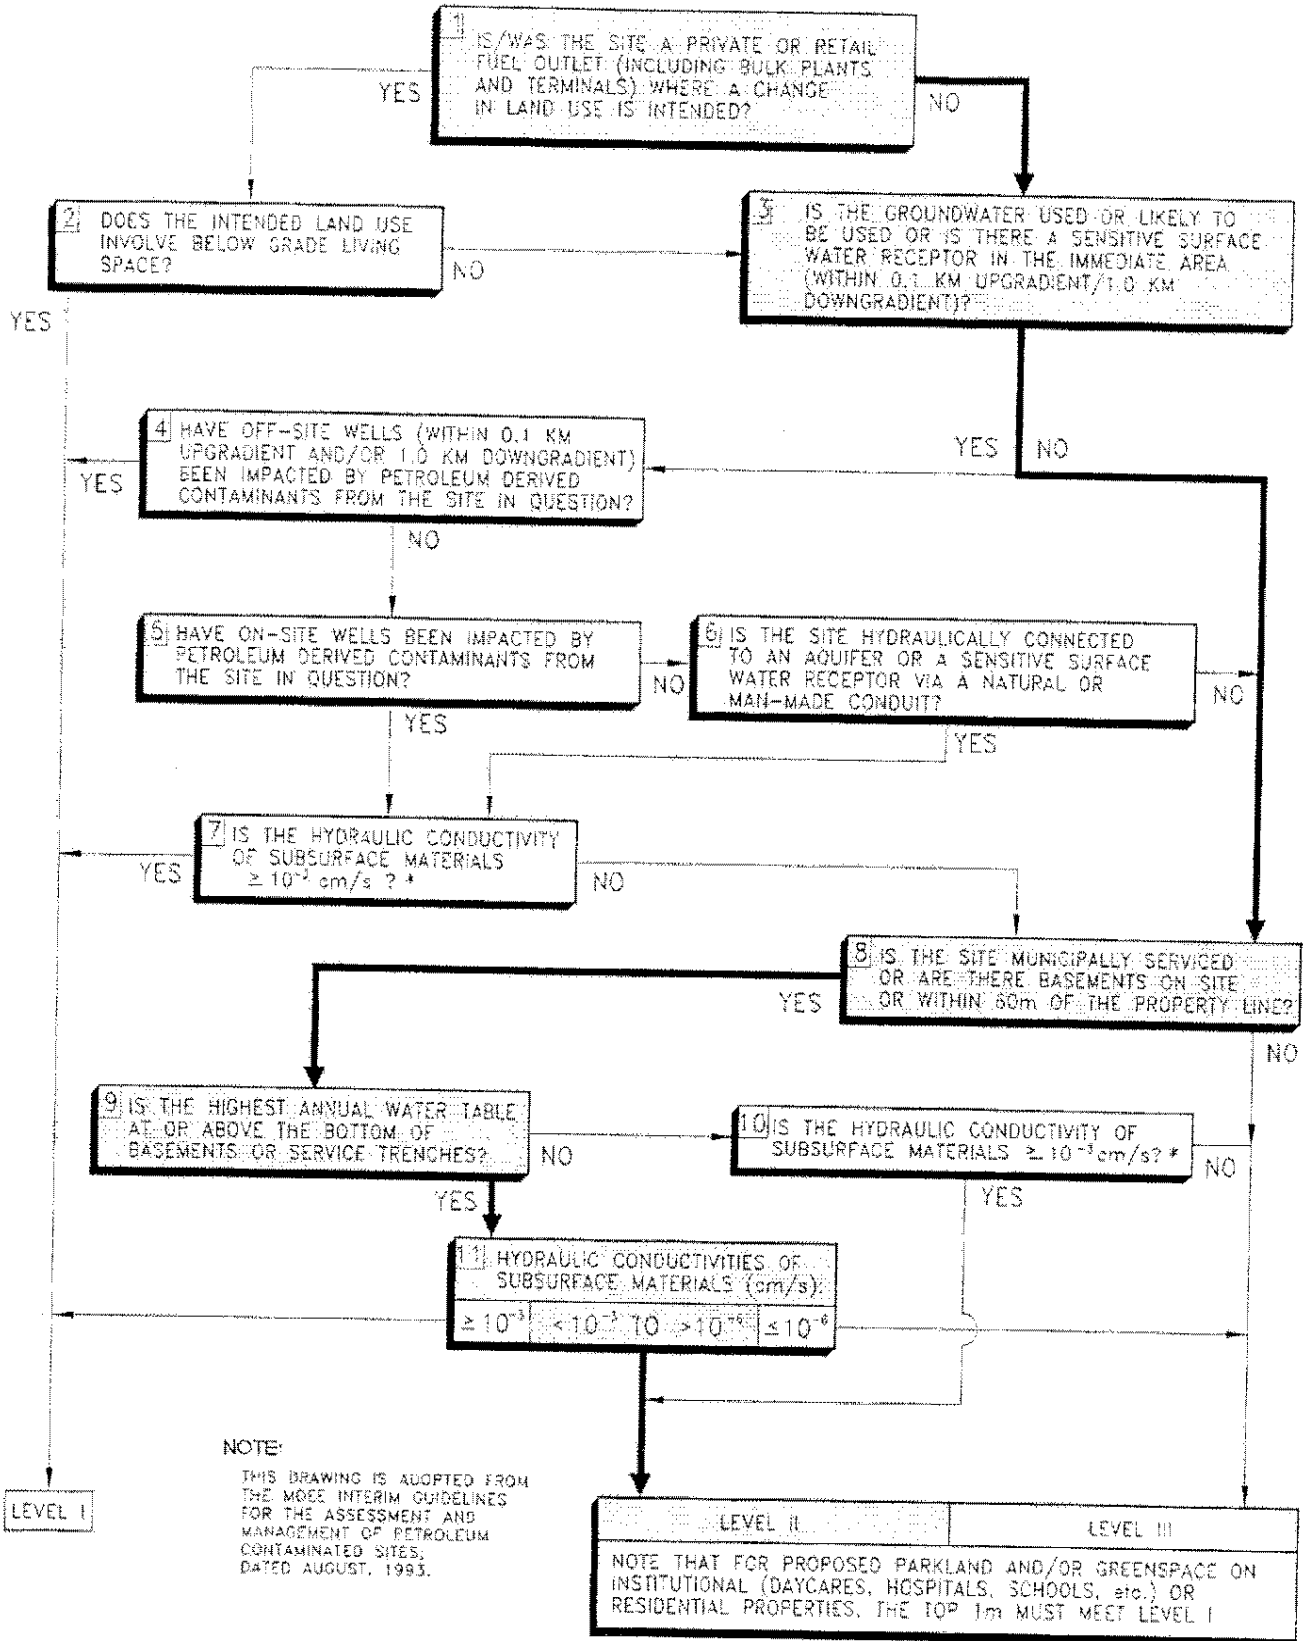 1
IS/WAS THE SITE A PRIVATE OR RETAIL
FUEL OUTLET (INCLUDING BULK PLANTS
AND TERMINALS) WHERE A CHANGE
IN LAND USE IS INTENDED?
YES
NO
2
DOES THE INTENDED LAND USE
INVOLVE BELOW GRADE LIVING
SPACE?
NO
YES
3
IS THE GROUNDWATER USED OR LIKELY TO
BE USED OR IS THERE A SENSITIVE SURFACE
WATER RECEPTOR IN THE IMMEDIATE AREA
(WITHIN 0.1 KM UPGRADIENT/1.0 KM
DOWNGRADIENT)?
YES
NO
4
HAVE OFF-SITE WELLS (WITHIN 0.1 KM
UPGRADIENT AND/OR 1.0 KM DOWNGRADIENT)
BEEN IMPACTED BY PETROLEUM DERIVED
CONTAMINANTS FROM THE SITE IN QUESTION?
YES
NO
5
HAVE ON-SITE WELLS BEEN IMPACTED BY
PETROLEUM DERIVED CONTAMINANTS FROM
THE SITE IN QUESTION?
NO
YES
6
IS THE SITE HYDRAULICALLY CONNECTED
TO AN AQUIFER OR A SENSITIVE SURFACE
WATER RECEPTOR VIA A NATURAL OR
MAN-MADE CONDUIT?
NO
YES
7
IS THE HYDRAULIC CONDUCTIVITY
OF SUBSURFACE MATERIALS
≥ 10⁻³ cm/s ? *
YES
NO
8
IS THE SITE MUNICIPALLY SERVICED
OR ARE THERE BASEMENTS ON SITE
OR WITHIN 60m OF THE PROPERTY LINE?
YES
NO
9
IS THE HIGHEST ANNUAL WATER TABLE
AT OR ABOVE THE BOTTOM OF
BASEMENTS OR SERVICE TRENCHES?
NO
YES
10
IS THE HYDRAULIC CONDUCTIVITY OF
SUBSURFACE MATERIALS ≥ 10⁻³cm/s? *
NO
YES
11
HYDRAULIC CONDUCTIVITIES OF
SUBSURFACE MATERIALS (cm/s)
≥ 10⁻³ < 10⁻³ TO > 10⁻⁶ ≤ 10⁻⁶
NOTE:
THIS DRAWING IS ADOPTED FROM
THE MOEE INTERIM GUIDELINES
FOR THE ASSESSMENT AND
MANAGEMENT OF PETROLEUM
CONTAMINATED SITES,
DATED AUGUST, 1993.
LEVEL I
LEVEL II
LEVEL III
NOTE THAT FOR PROPOSED PARKLAND AND/OR GREENSPACE ON
INSTITUTIONAL (DAYCARES, HOSPITALS, SCHOOLS, etc.) OR
RESIDENTIAL PROPERTIES, THE TOP 1m MUST MEET LEVEL I